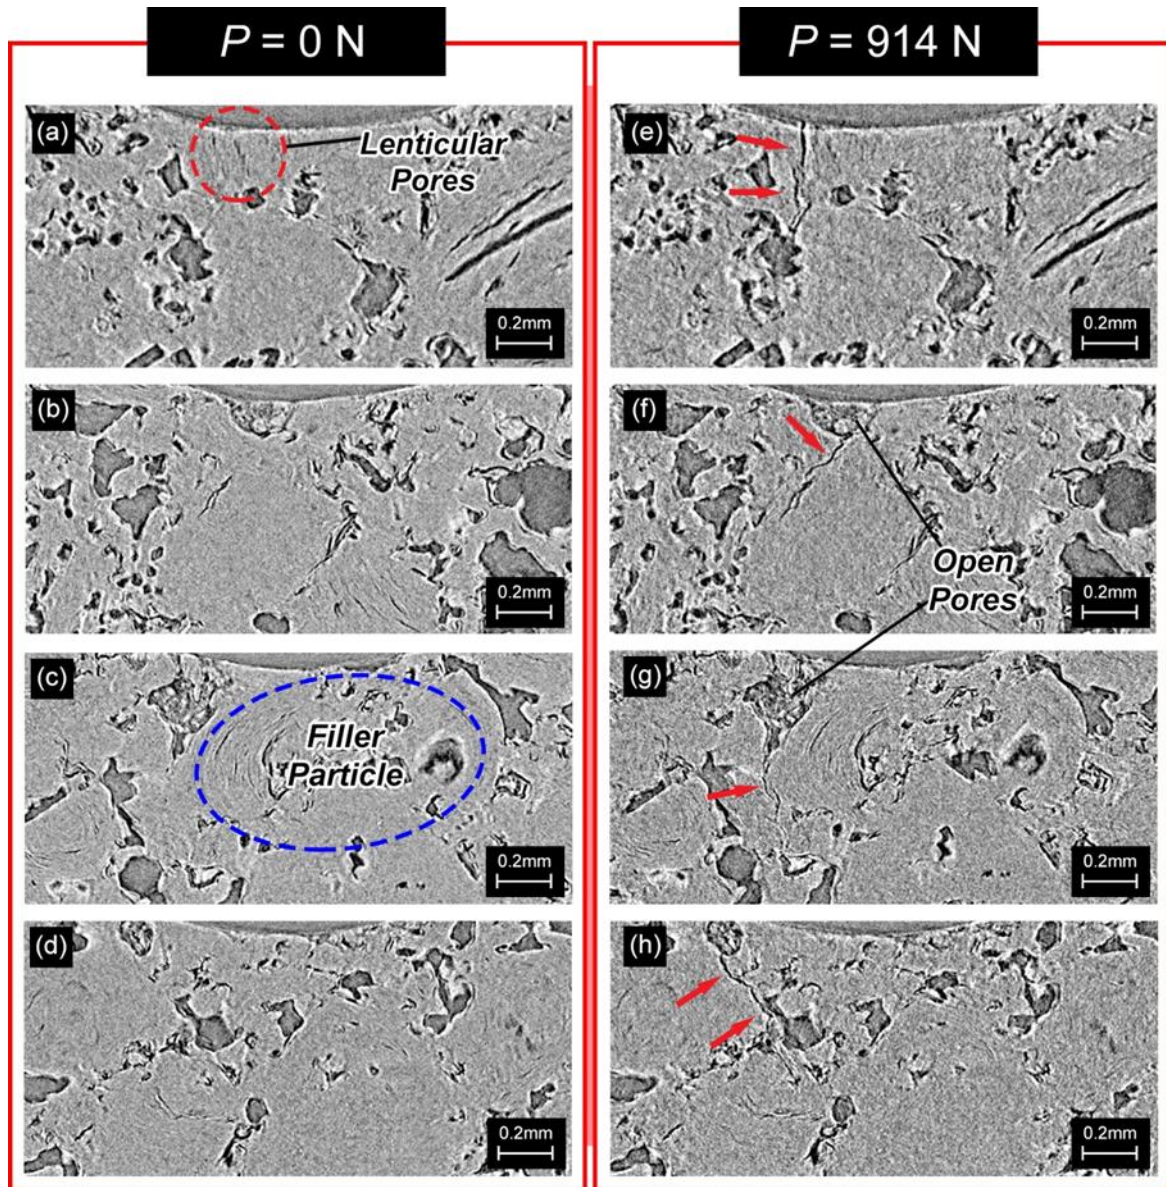 P = 0 N
P = 914 N
(a)
Lenticular
Pores
0.2mm
(e)
0.2mm
(b)
0.2mm
(f)
Open
Pores
0.2mm
(c)
Filler
Particle
0.2mm
(g)
0.2mm
(d)
0.2mm
(h)
0.2mm